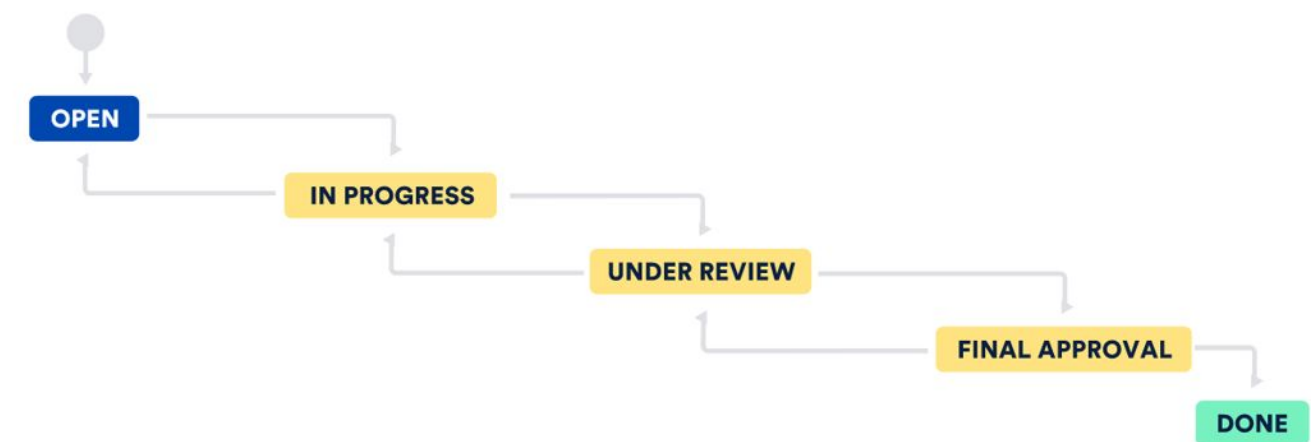 OPEN
IN PROGRESS
UNDER REVIEW
FINAL APPROVAL
DONE